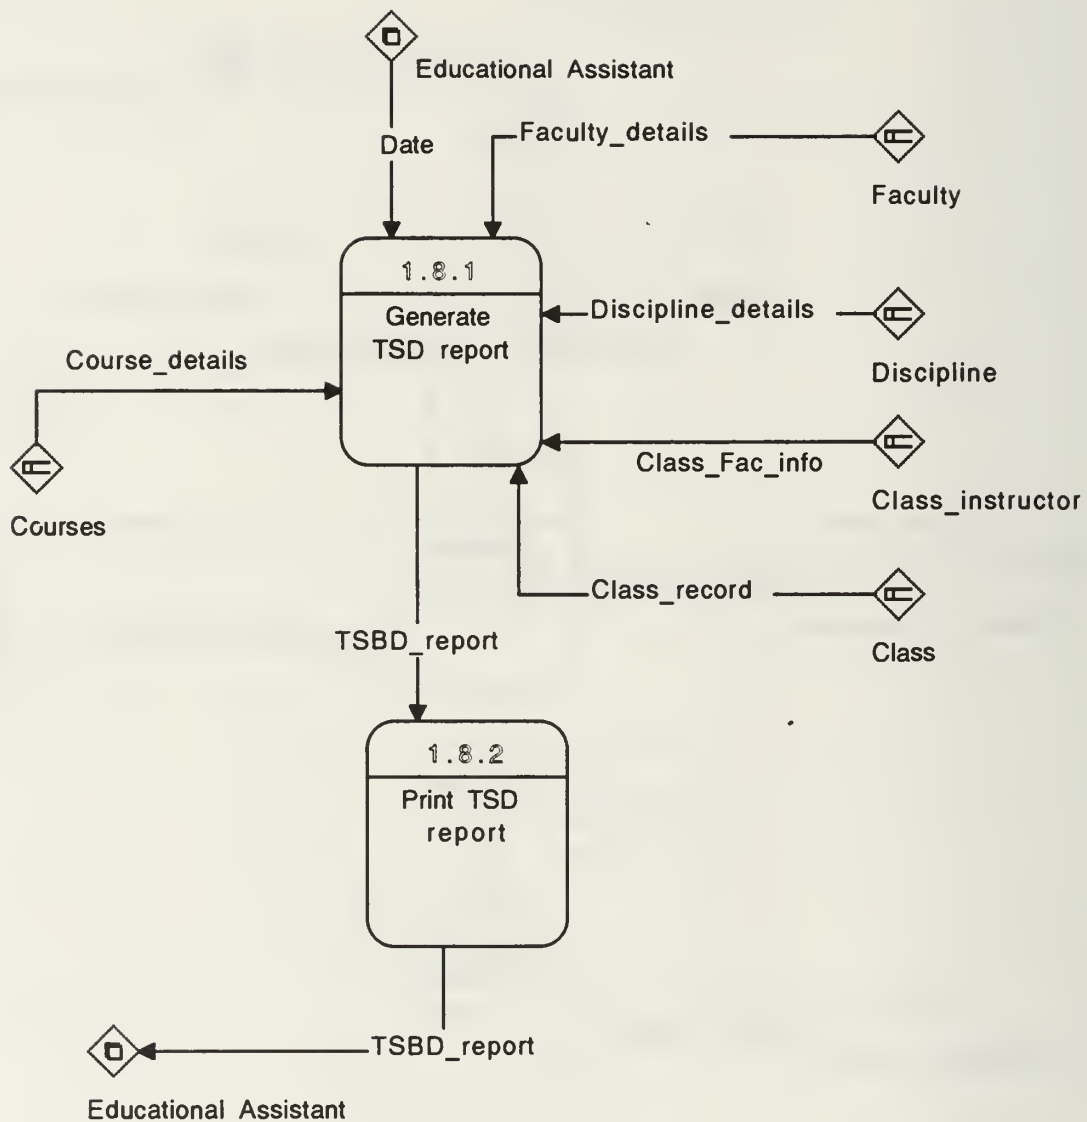 Educational Assistant
Date
Faculty_details
Faculty
1.8.1
Generate
TSD report
Discipline_details
Discipline
Course_details
Courses
Class_Fac_info
Class_instructor
Class_record
Class
TSBD_report
1.8.2
Print TSD
report
TSBD_report
Educational Assistant